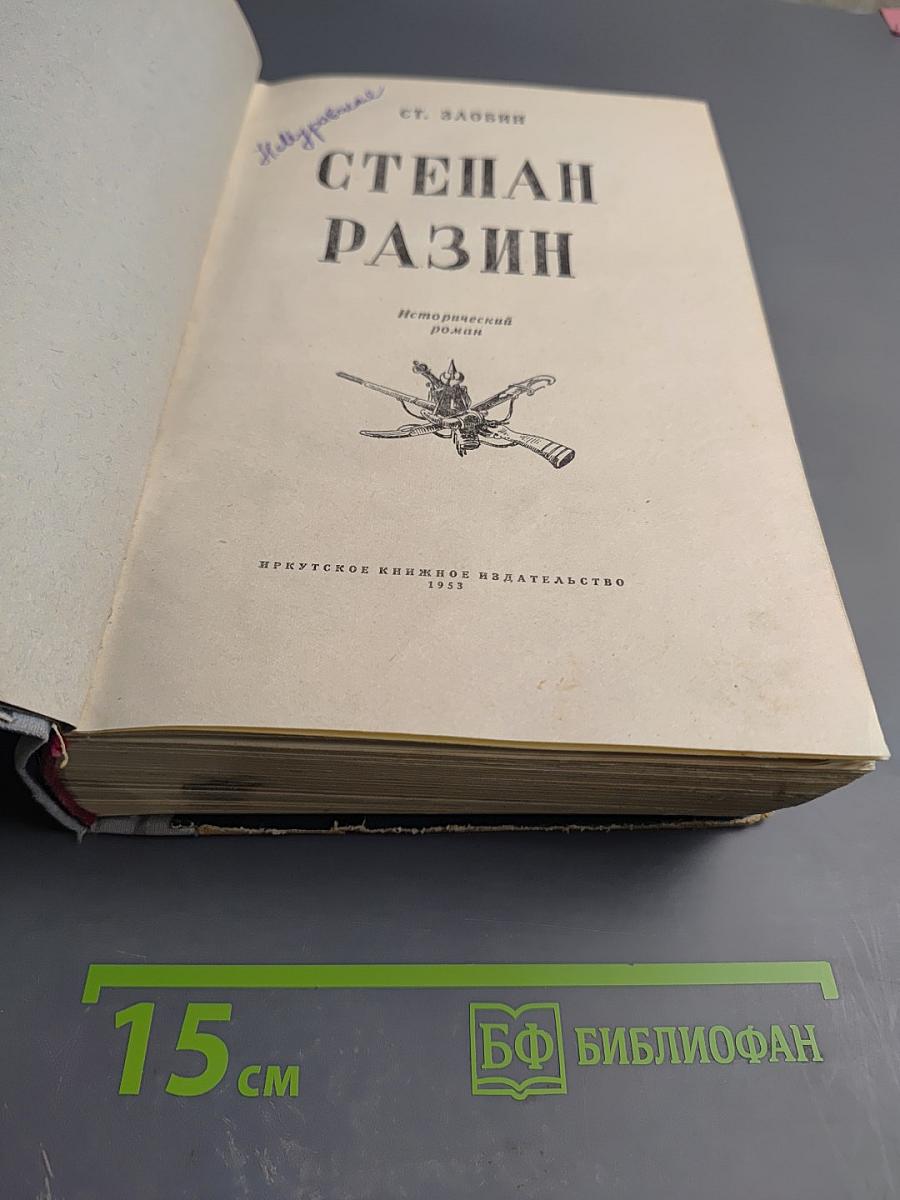 СТ. ЗЛОБИН
СТЕПАН
РАЗИН
Исторический
роман
ИРКУТСКОЕ КНИЖНОЕ ИЗДАТЕЛЬСТВО
1953
15 см
БФ БИБЛИОФАН